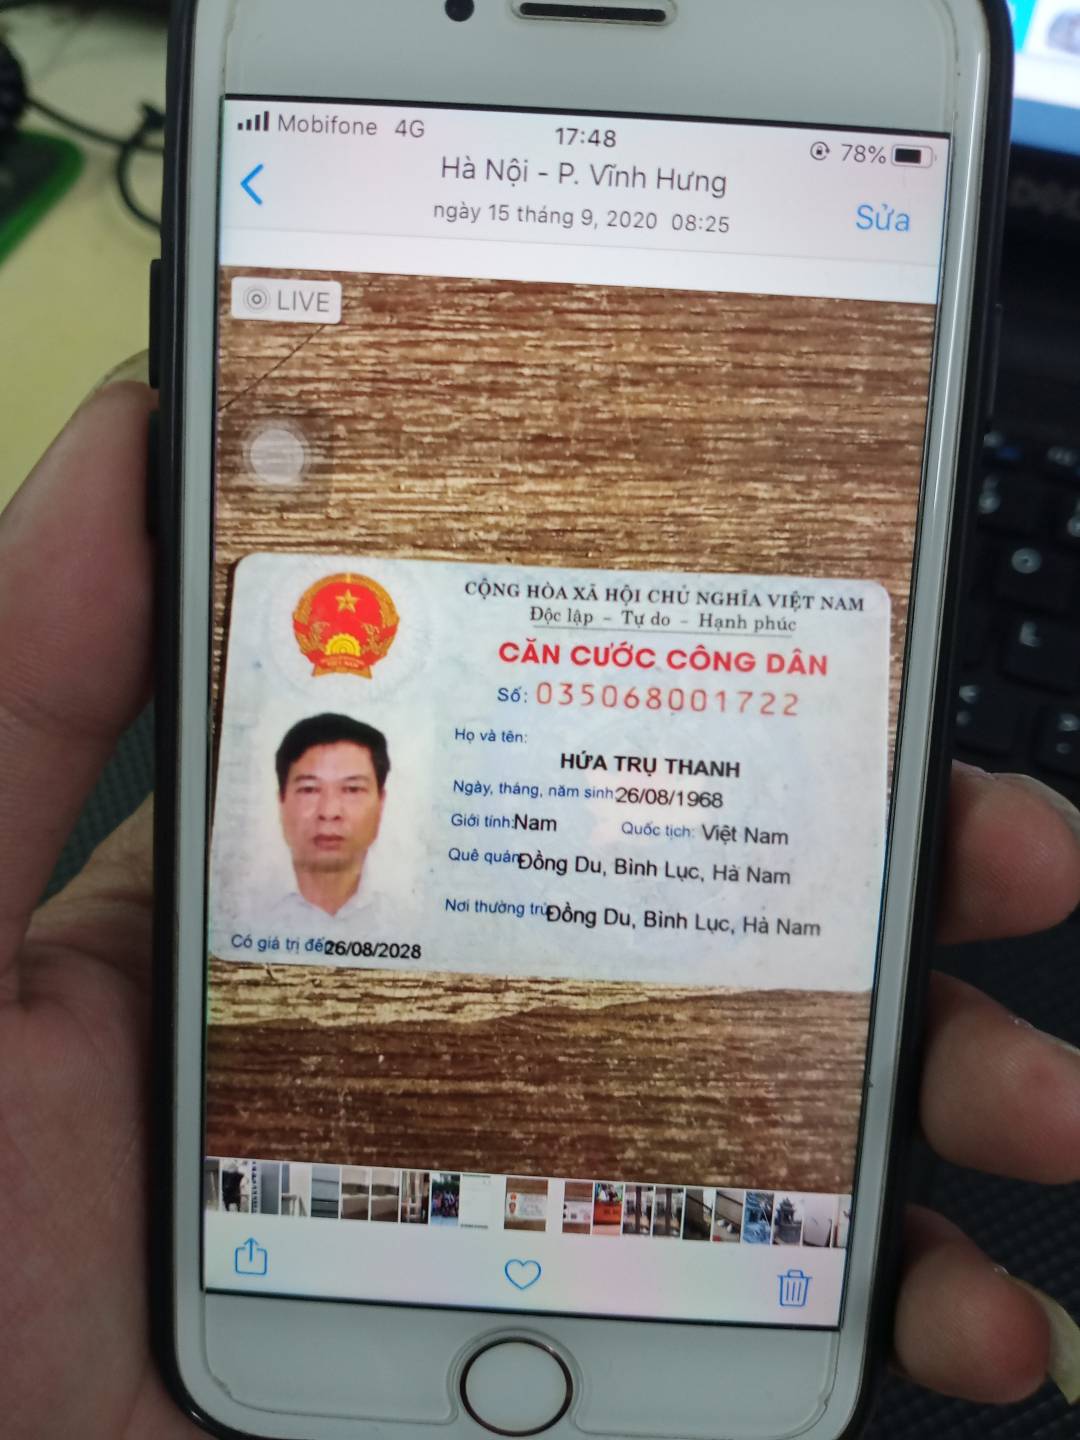 Mobifone 4G
17:48
78%
Hà Nội - P. Vĩnh Hưng
ngày 15 tháng 9, 2020 08:25
Sửa
LIVE
CỘNG HÒA XÃ HỘI CHỦ NGHĨA VIỆT NAM
Độc lập - Tự do - Hạnh phúc
CĂN CƯỚC CÔNG DÂN
Số: 035068001722
Họ và tên:
HỨA TRỤ THANH
Ngày, tháng, năm sinh: 26/08/1968
Giới tính: Nam Quốc tịch: Việt Nam
Quê quán Đồng Du, Bình Lục, Hà Nam
Nơi thường trú Đồng Du, Bình Lục, Hà Nam
Có giá trị đến 26/08/2028